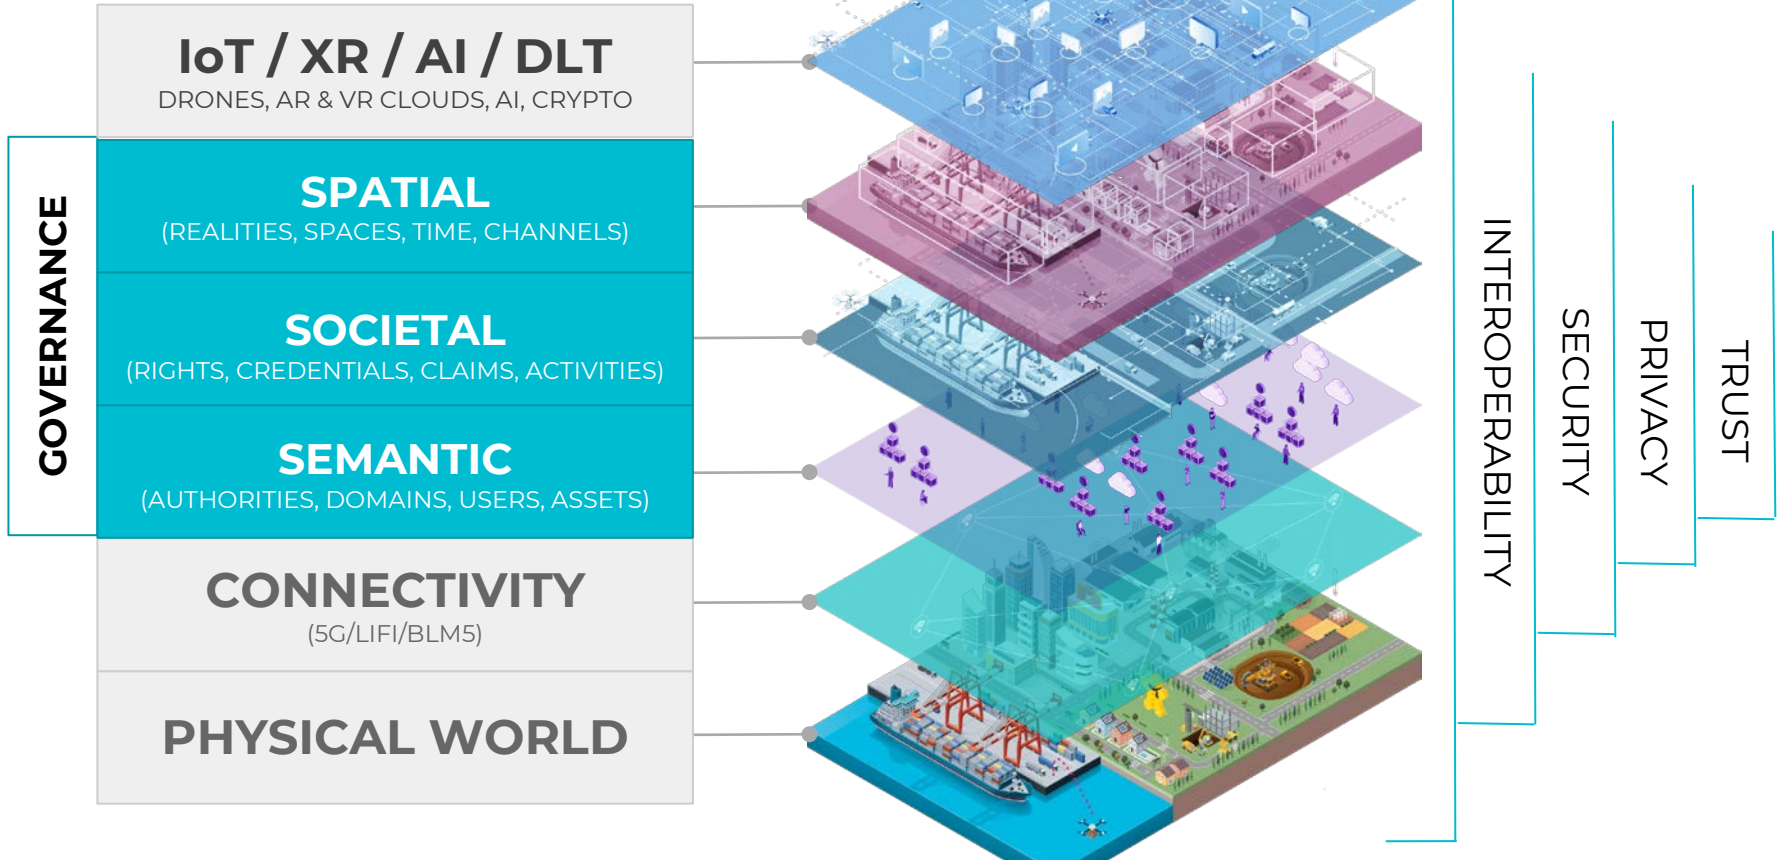 IoT / XR / AI / DLT
DRONES, AR & VR CLOUDS, AI, CRYPTO
GOVERNANCE
SPATIAL
(REALITIES, SPACES, TIME, CHANNELS)
SOCIETAL
(RIGHTS, CREDENTIALS, CLAIMS, ACTIVITIES)
SEMANTIC
(AUTHORITIES, DOMAINS, USERS, ASSETS)
CONNECTIVITY
(5G/LIFI/BLM5)
PHYSICAL WORLD
INTEROPERABILITY
SECURITY
PRIVACY
TRUST